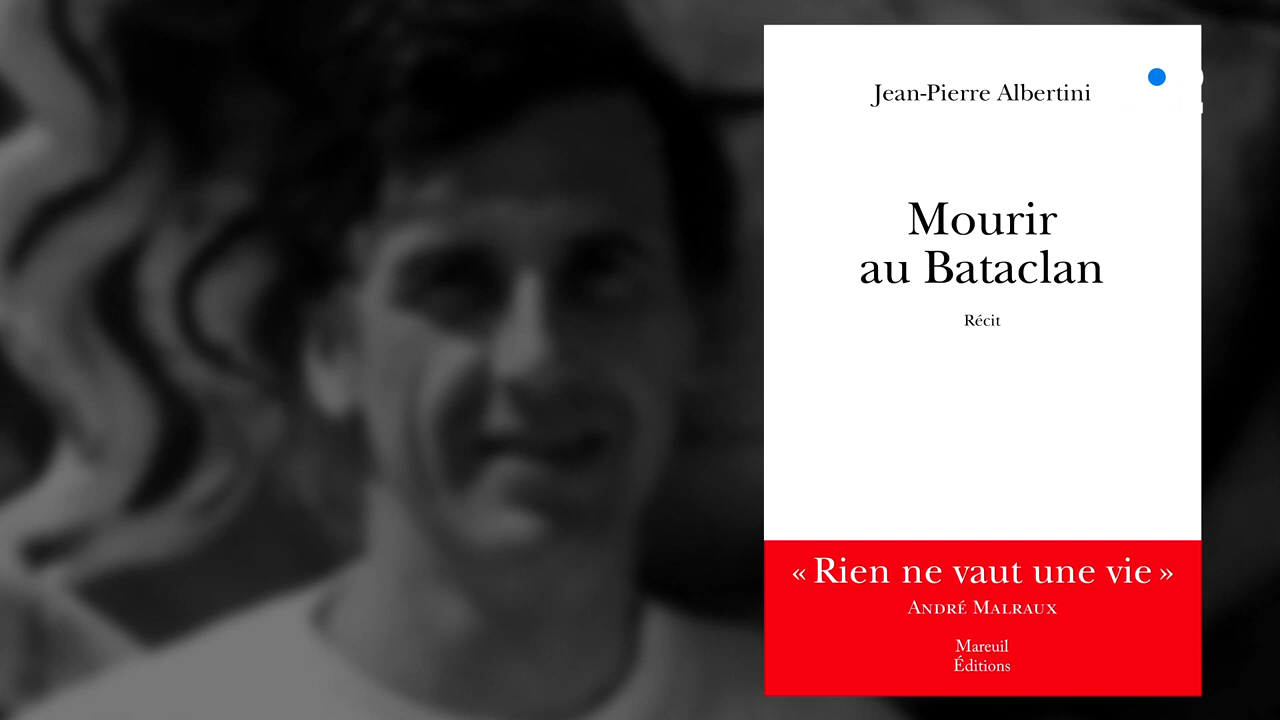 Jean-Pierre Albertini
Mourir
au Bataclan
Récit
« Rien ne vaut une vie »
André Malraux
Mareuil
Éditions